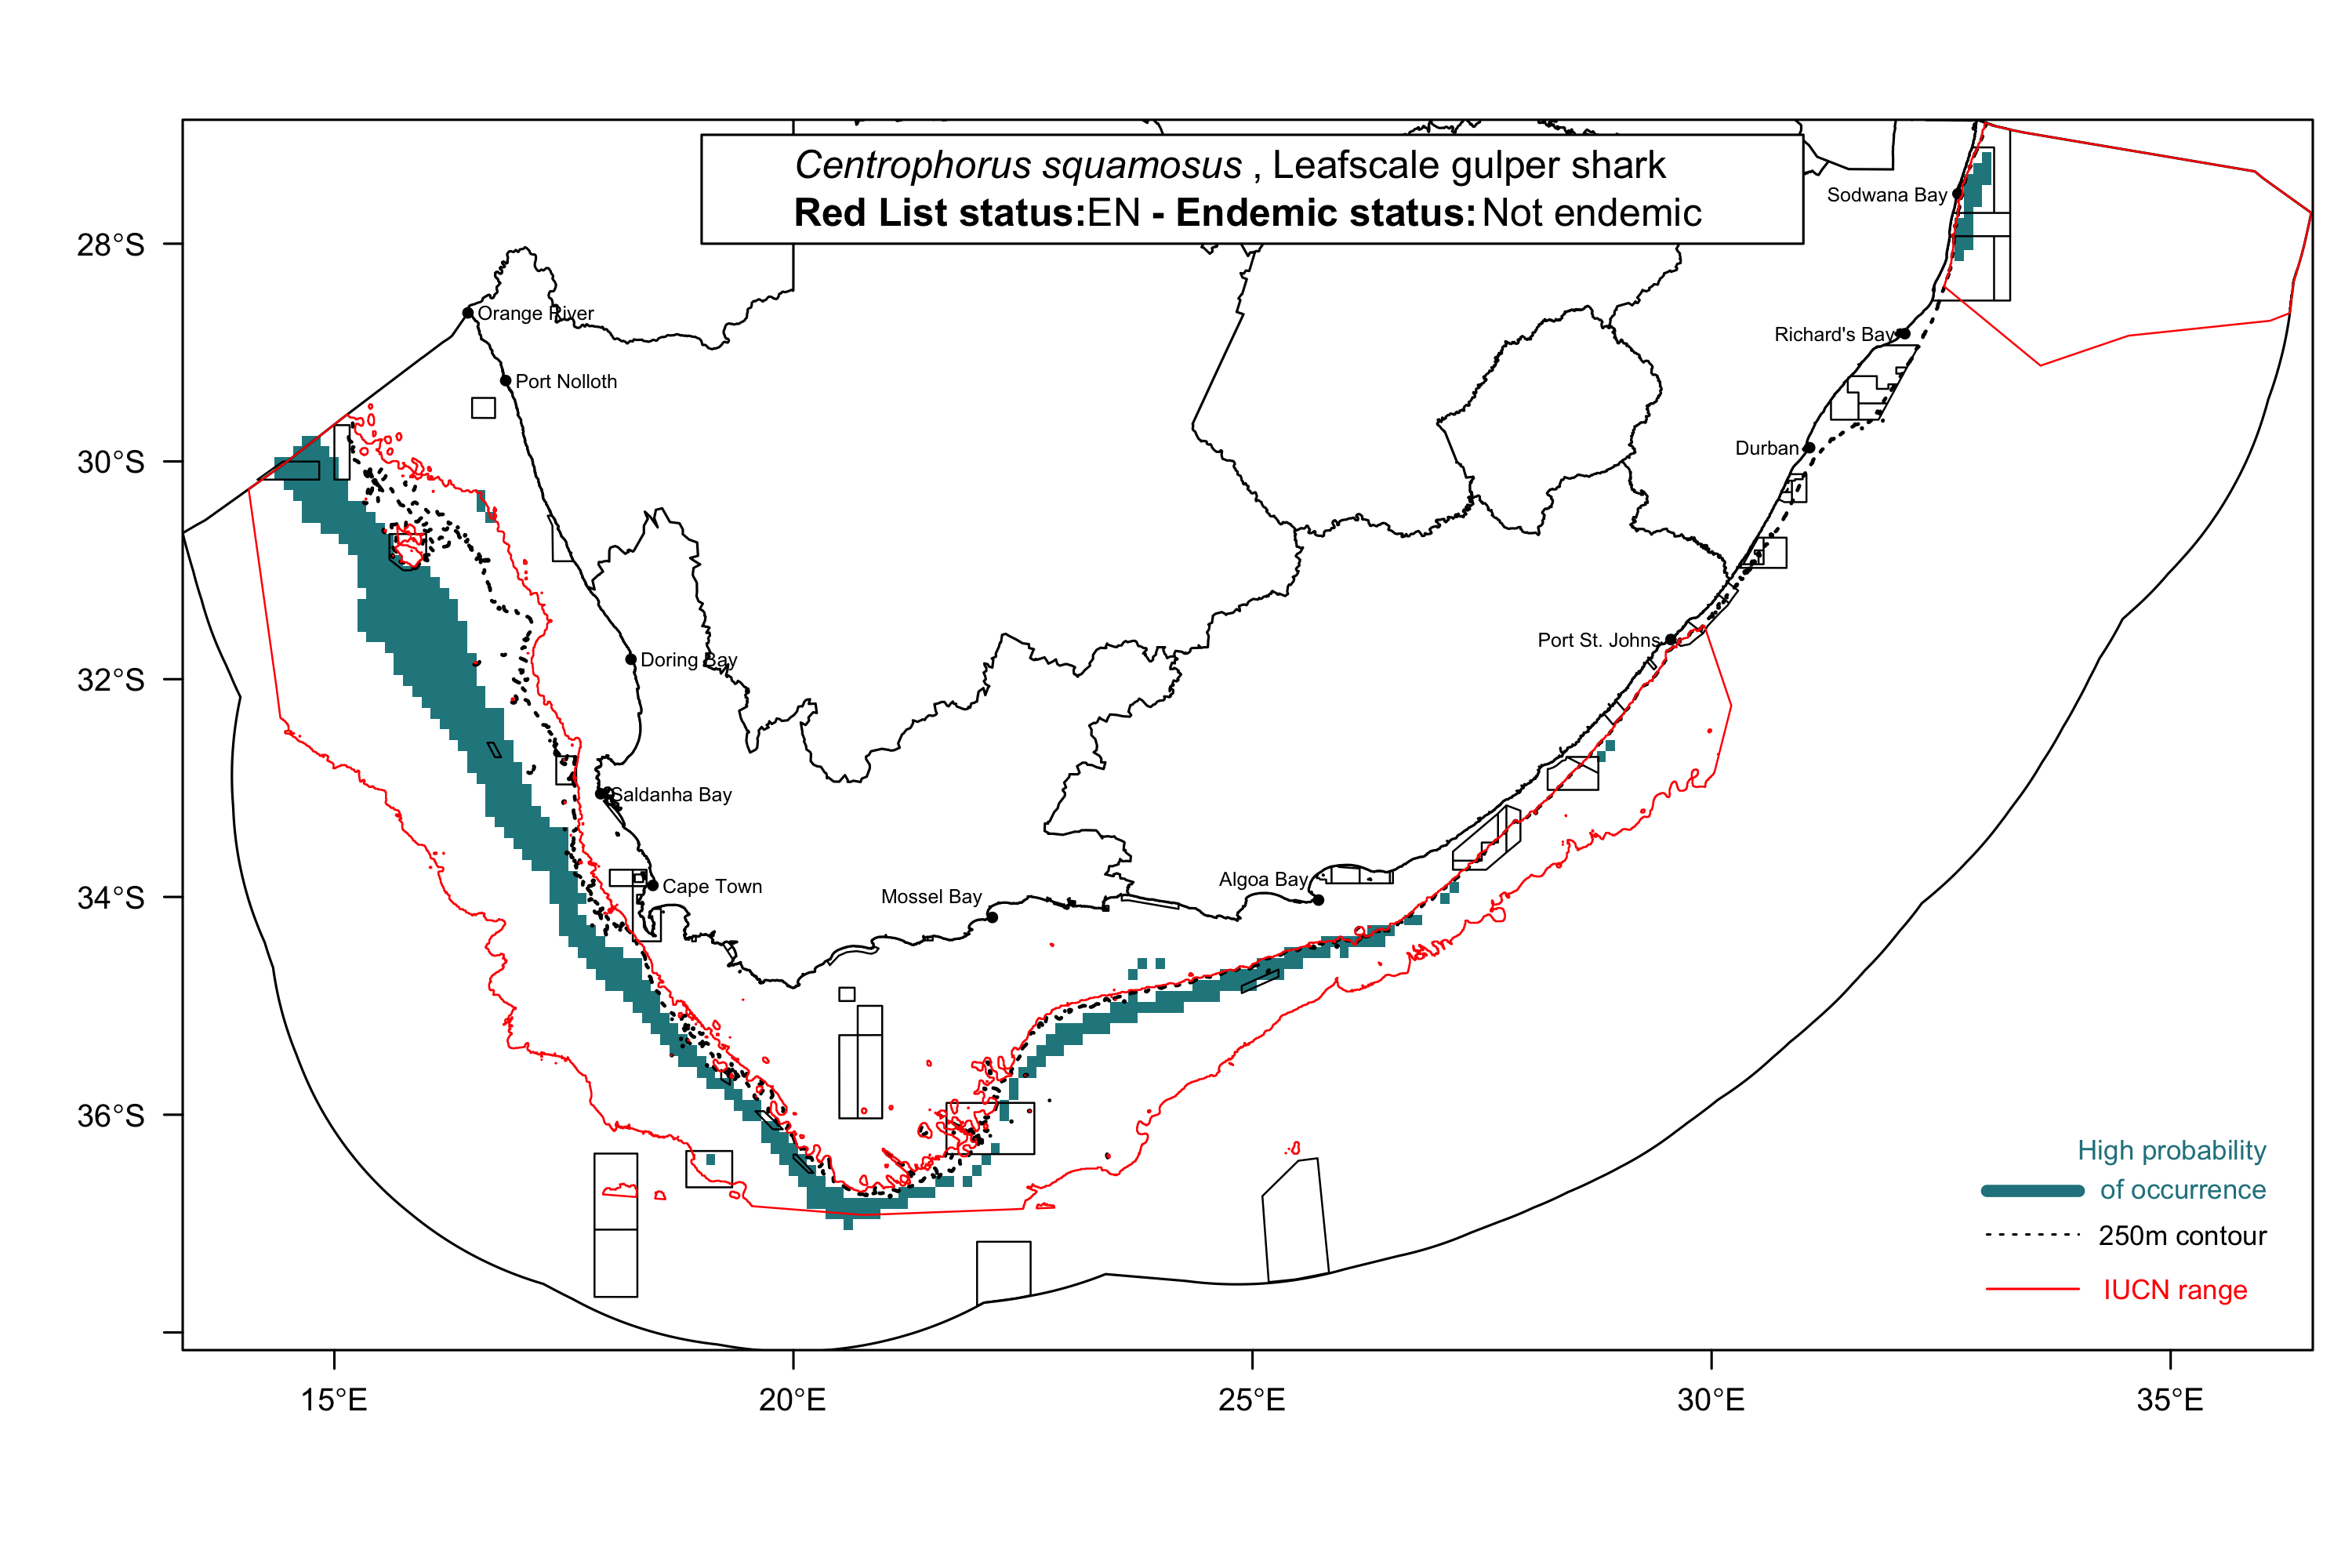 Centrophorus squamosus , Leafscale gulper shark
Red List status:EN - Endemic status: Not endemic
Sodwana Bay
28°S
Orange River
Richard's Bay
Port Nolloth
Durban
30°S
Port St. Johns
Doring Bay
32°S
Saldanha Bay
Algoa Bay
Cape Town
Mossel Bay
34°S
36°S
High probability
of occurrence
250m contour
IUCN range
15°E
20°E
25°E
30°E
35°E